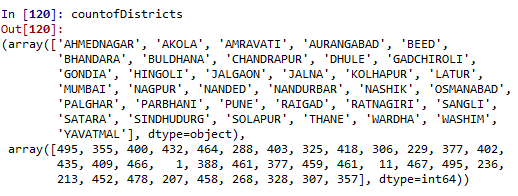 In [120]: countofDistricts
Out[120]:
(array(['AHMEDNAGAR', 'AKOLA', 'AMRAVATI', 'AURANGABAD', 'BEED',
'BHANDARA', 'BULDHANA', 'CHANDRAPUR', 'DHULE', 'GADCHIROLI',
'GONDIA', 'HINGOLI', 'JALGAON', 'JALNA', 'KOLHAPUR', 'LATUR',
'MUMBAI', 'NAGPUR', 'NANDED', 'NANDURBAR', 'NASHIK', 'OSMANABAD',
'PALGHAR', 'PARBHANI', 'PUNE', 'RAIGAD', 'RATNAGIRI', 'SANGLI',
'SATARA', 'SINDHUDURG', 'SOLAPUR', 'THANE', 'WARDHA', 'WASHIM',
'YAVATMAL'], dtype=object),
array([495, 355, 400, 432, 464, 288, 403, 325, 418, 306, 229, 377, 402,
435, 409, 466, 1, 388, 461, 377, 459, 461, 11, 467, 495, 236,
213, 452, 478, 207, 458, 268, 328, 307, 357], dtype=int64))